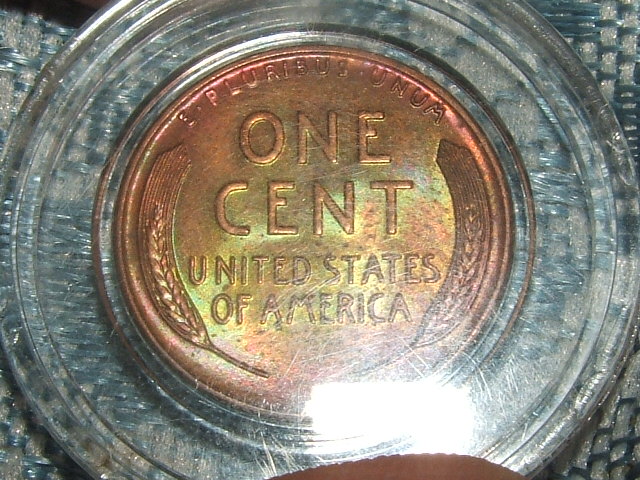 E · PLURIBUS · UNUM
ONE
CENT
UNITED STATES
OF AMERICA